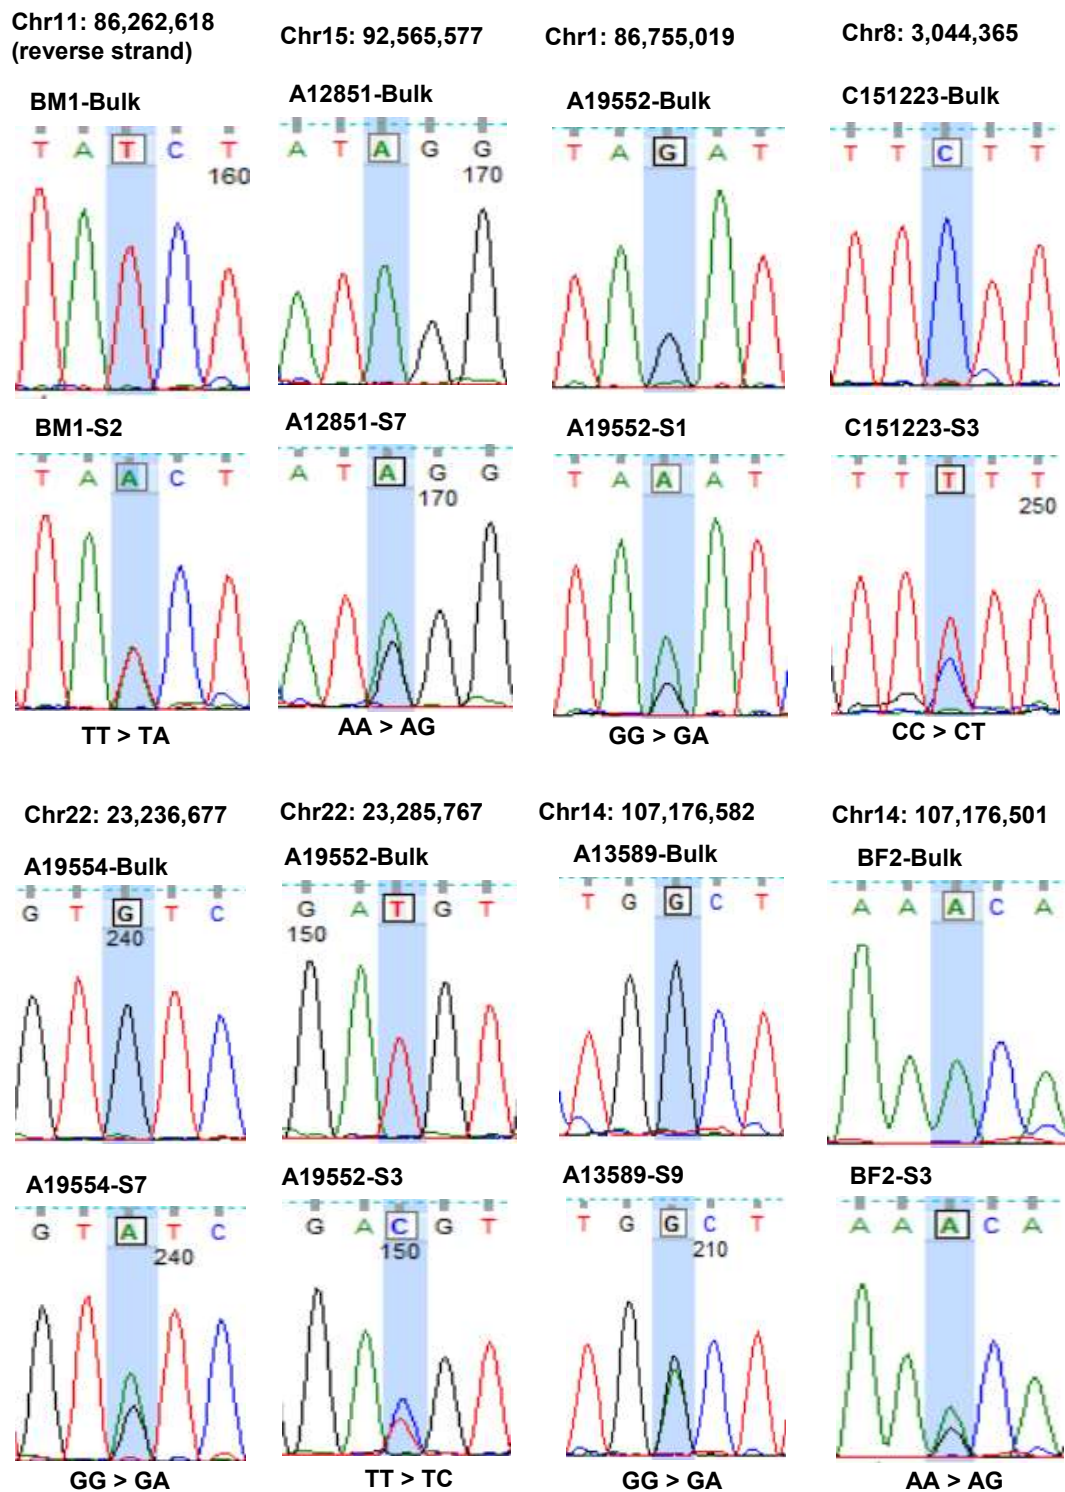 Chr11: 86,262,618
(reverse strand)
Chr15: 92,565,577
Chr1: 86,755,019
Chr8: 3,044,365
BM1-Bulk
A12851-Bulk
A19552-Bulk
C151223-Bulk
T A T C T
160
A T A G G
170
T A G A T
T T C T T
BM1-S2
A12851-S7
A19552-S1
C151223-S3
T A A C T
A T A G G
170
T A A A T
T T T T T
250
TT > TA
AA > AG
GG > GA
CC > CT
Chr22: 23,236,677
Chr22: 23,285,767
Chr14: 107,176,582
Chr14: 107,176,501
A19554-Bulk
A19552-Bulk
A13589-Bulk
BF2-Bulk
G T G T C
240
G A T G T
150
T G G C T
A A A C A
A19554-S7
A19552-S3
A13589-S9
BF2-S3
G T A T C
240
G A C G T
150
T G G C T
210
A A A C A
GG > GA
TT > TC
GG > GA
AA > AG